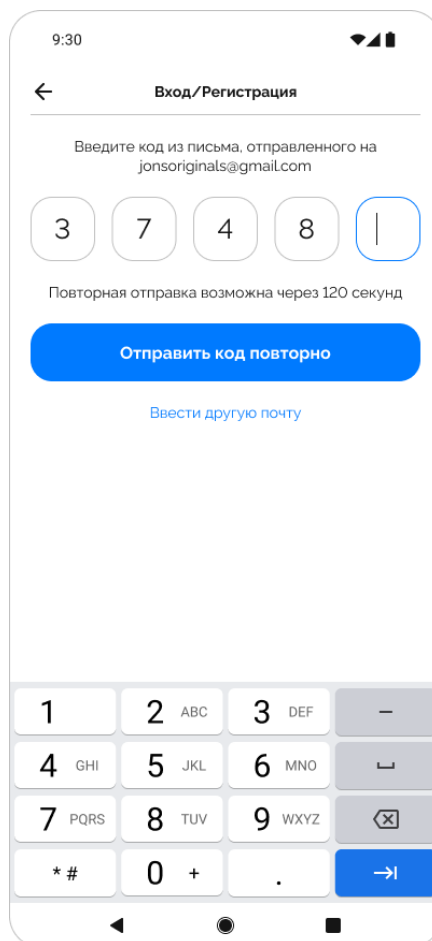 9:30
Вход/Регистрация
Введите код из письма, отправленного на
jonsoriginals@gmail.com
3 7 4 8
Повторная отправка возможна через 120 секунд
Отправить код повторно
Ввести другую почту
1 2 ABC 3 DEF –
4 GHI 5 JKL 6 MNO
7 PQRS 8 TUV 9 WXYZ
* # 0 + .